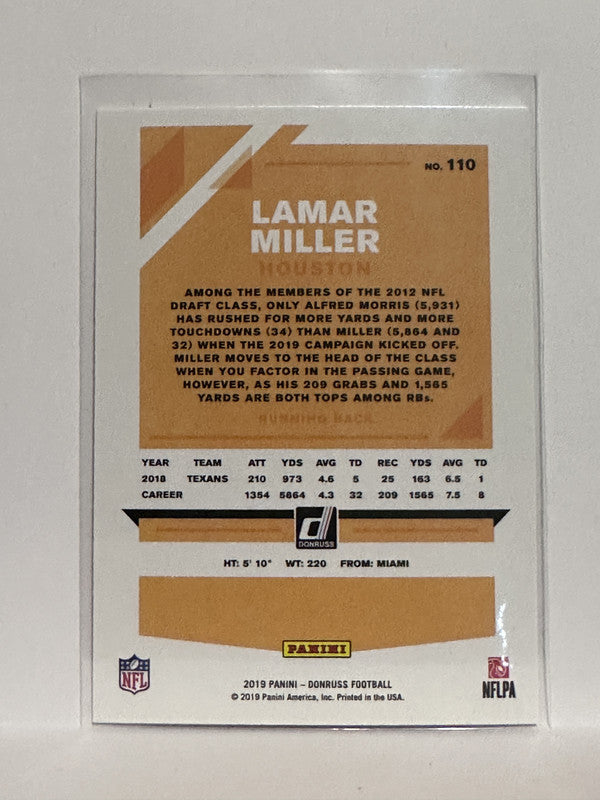 NO. 110
LAMAR
MILLER
HOUSTON
AMONG THE MEMBERS OF THE 2012 NFL
DRAFT CLASS, ONLY ALFRED MORRIS (5,931)
HAS RUSHED FOR MORE YARDS AND MORE
TOUCHDOWNS (34) THAN MILLER (5,864 AND
32) WHEN THE 2019 CAMPAIGN KICKED OFF.
MILLER MOVES TO THE HEAD OF THE CLASS
WHEN YOU FACTOR IN THE PASSING GAME,
HOWEVER, AS HIS 209 GRABS AND 1,565
YARDS ARE BOTH TOPS AMONG RBs.
RUNNING BACK
YEAR TEAM ATT YDS AVG TD REC YDS AVG TD
2018 TEXANS 210 973 4.6 5 25 163 6.5 1
CAREER 1354 5864 4.3 32 209 1565 7.5 8
DONRUSS
HT: 5' 10" WT: 220 FROM: MIAMI
PANINI
NFL
2019 PANINI – DONRUSS FOOTBALL
© 2019 Panini America, Inc. Printed in the USA.
NFLPA